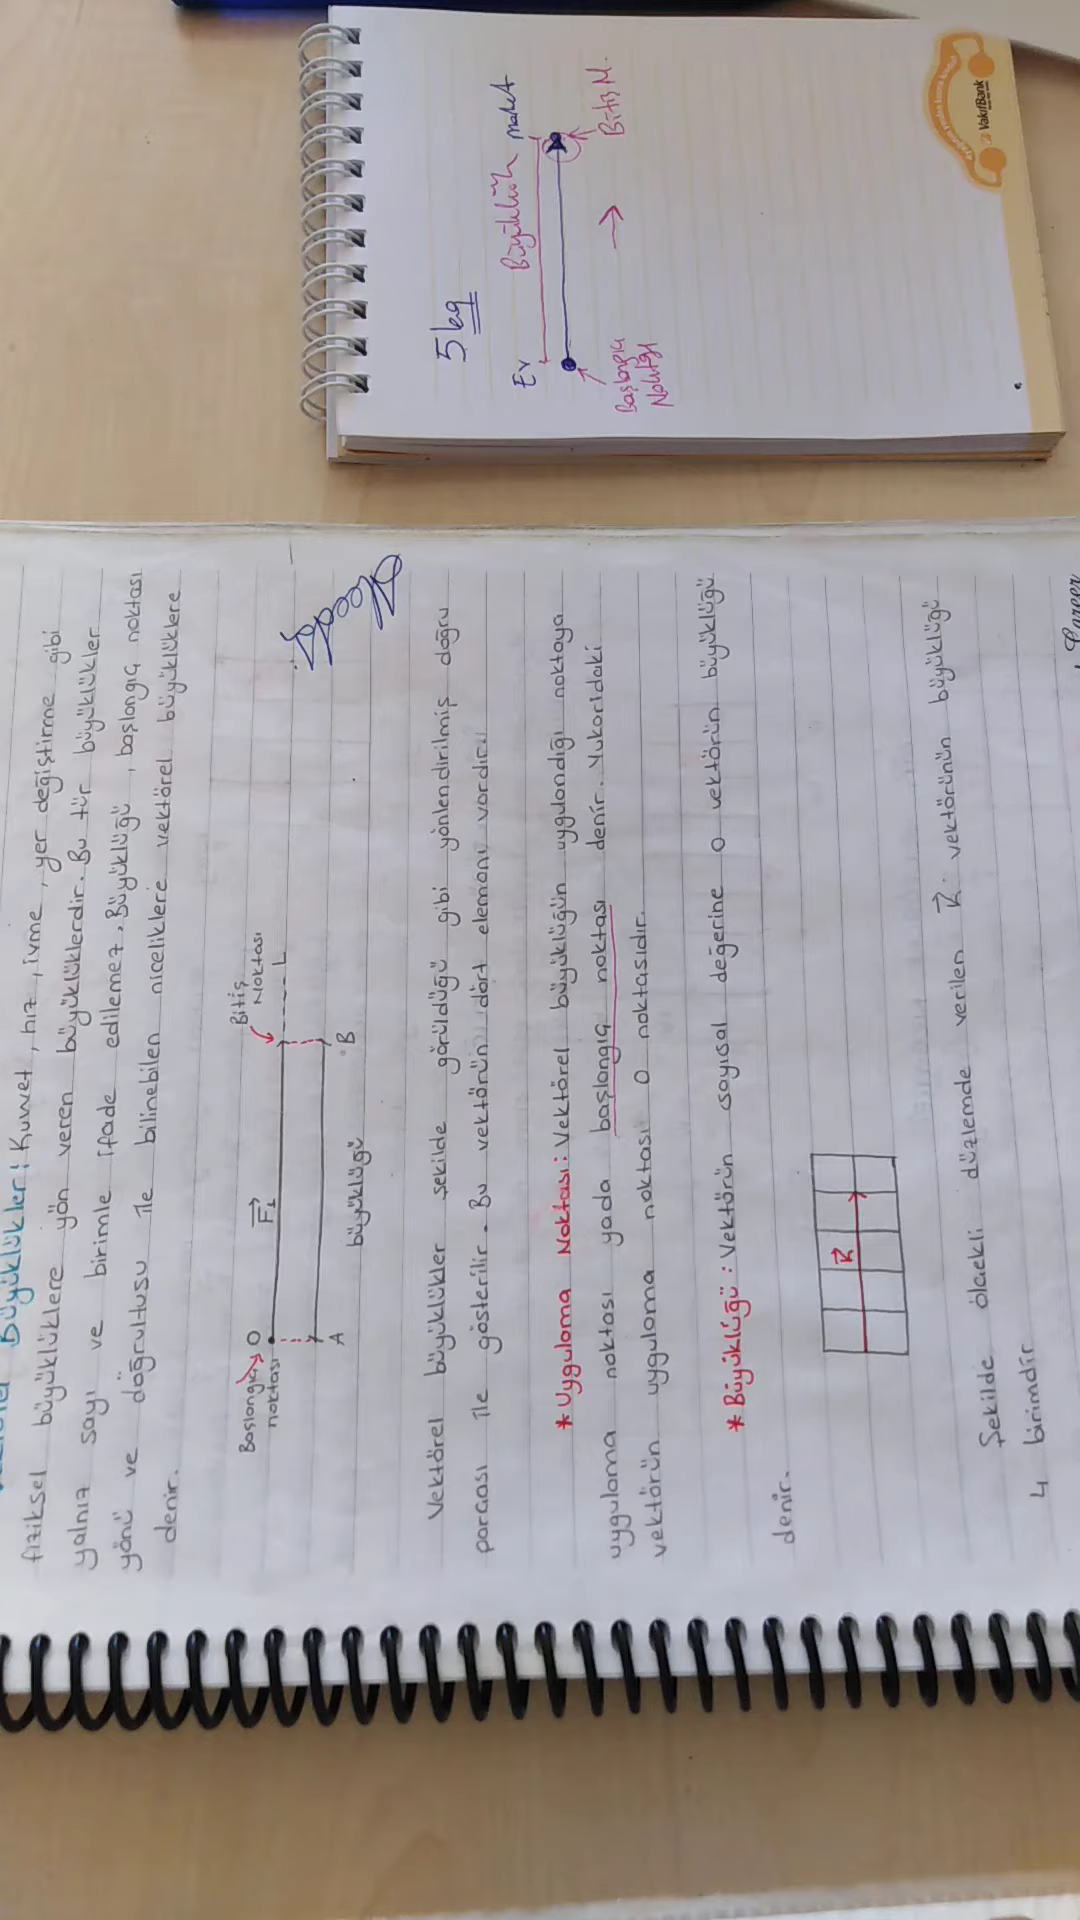 Büyüklükler: Kuvvet, hız, ivme, yer değiştirme gibi
fiziksel büyüklüklere yön veren büyüklüklerdir. Bu tür büyüklükler
yalnız sayı ve birimle ifade edilemez. Büyüklüğü, başlangıç noktası
yönü ve doğrultusu ile bilinebilen niceliklere vektörel büyüklüklere
denir.
Başlangıç noktası
O
F
Bitiş Noktası
L
A
B
büyüklüğü
Vektörel büyüklükler şekilde görüldüğü gibi yönlendirilmiş doğru
parçası ile gösterilir. Bu vektörün dört elemanı vardır.
* Uygulama Noktası: Vektörel büyüklüğün uygulandığı noktaya
uygulama noktası yada başlangıç noktası denir. Yukarıdaki
vektörün uygulama noktası O noktasıdır.
* Büyüklüğü: Vektörün sayısal değerine o vektörün büyüklüğü
denir.
K
Şekilde ölçekli düzlemde verilen K vektörünün büyüklüğü
4 birimdir
Career
5 kg
Ev
Büyüklük
market
Başlangıç
Noktası
Bitiş N.
VakıfBank